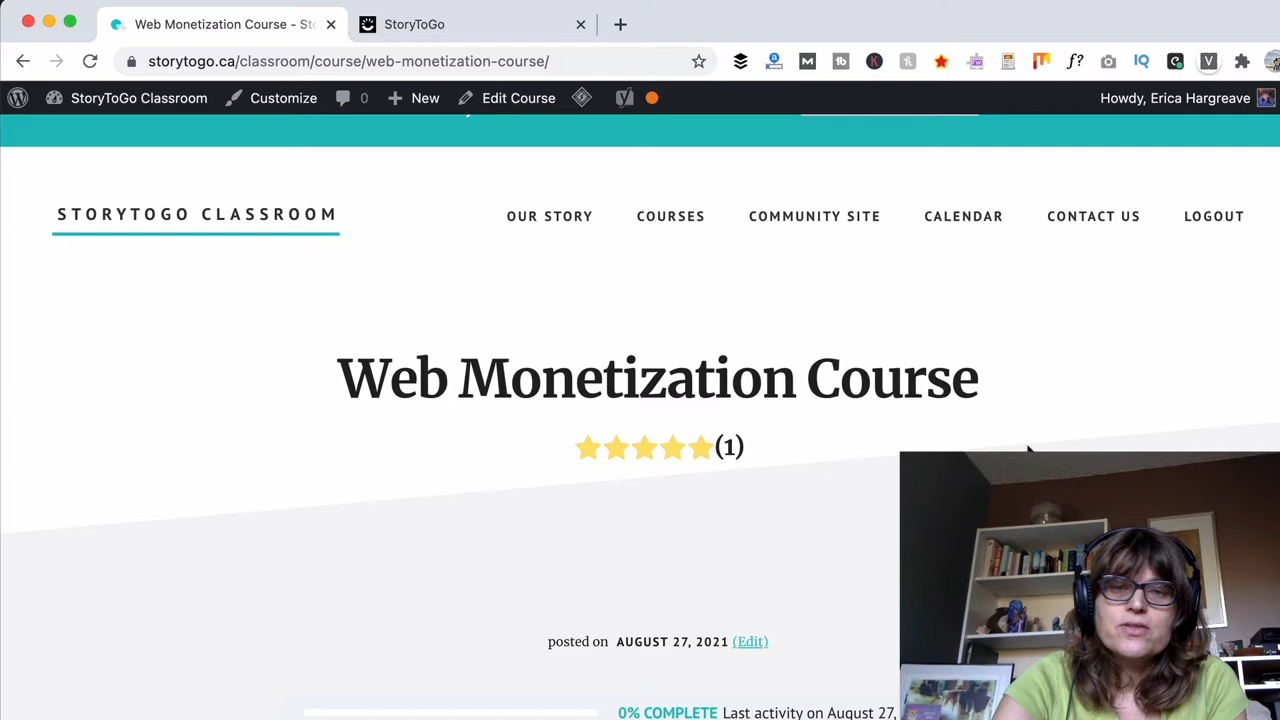 Web Monetization Course - Sto
StoryToGo
storytogo.ca/classroom/course/web-monetization-course/
StoryToGo Classroom
Customize
0
New
Edit Course
Howdy, Erica Hargreave
STORYTOGO CLASSROOM
OUR STORY
COURSES
COMMUNITY SITE
CALENDAR
CONTACT US
LOGOUT
Web Monetization Course
(1)
posted on AUGUST 27, 2021 (Edit)
0% COMPLETE Last activity on August 27,